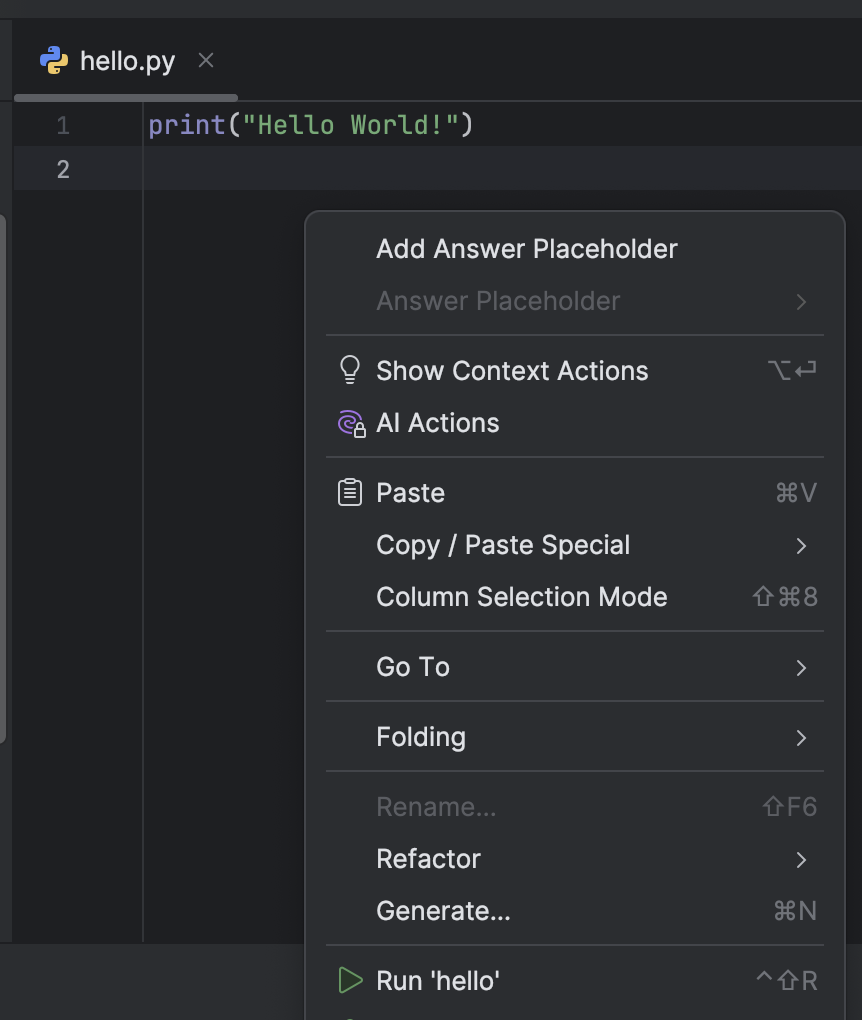 hello.py
1 print("Hello World!")
2
Add Answer Placeholder
Answer Placeholder
Show Context Actions ⌥⏎
AI Actions
Paste ⌘V
Copy / Paste Special
Column Selection Mode ⇧⌘8
Go To
Folding
Rename... ⇧F6
Refactor
Generate... ⌘N
Run 'hello' ^⇧R